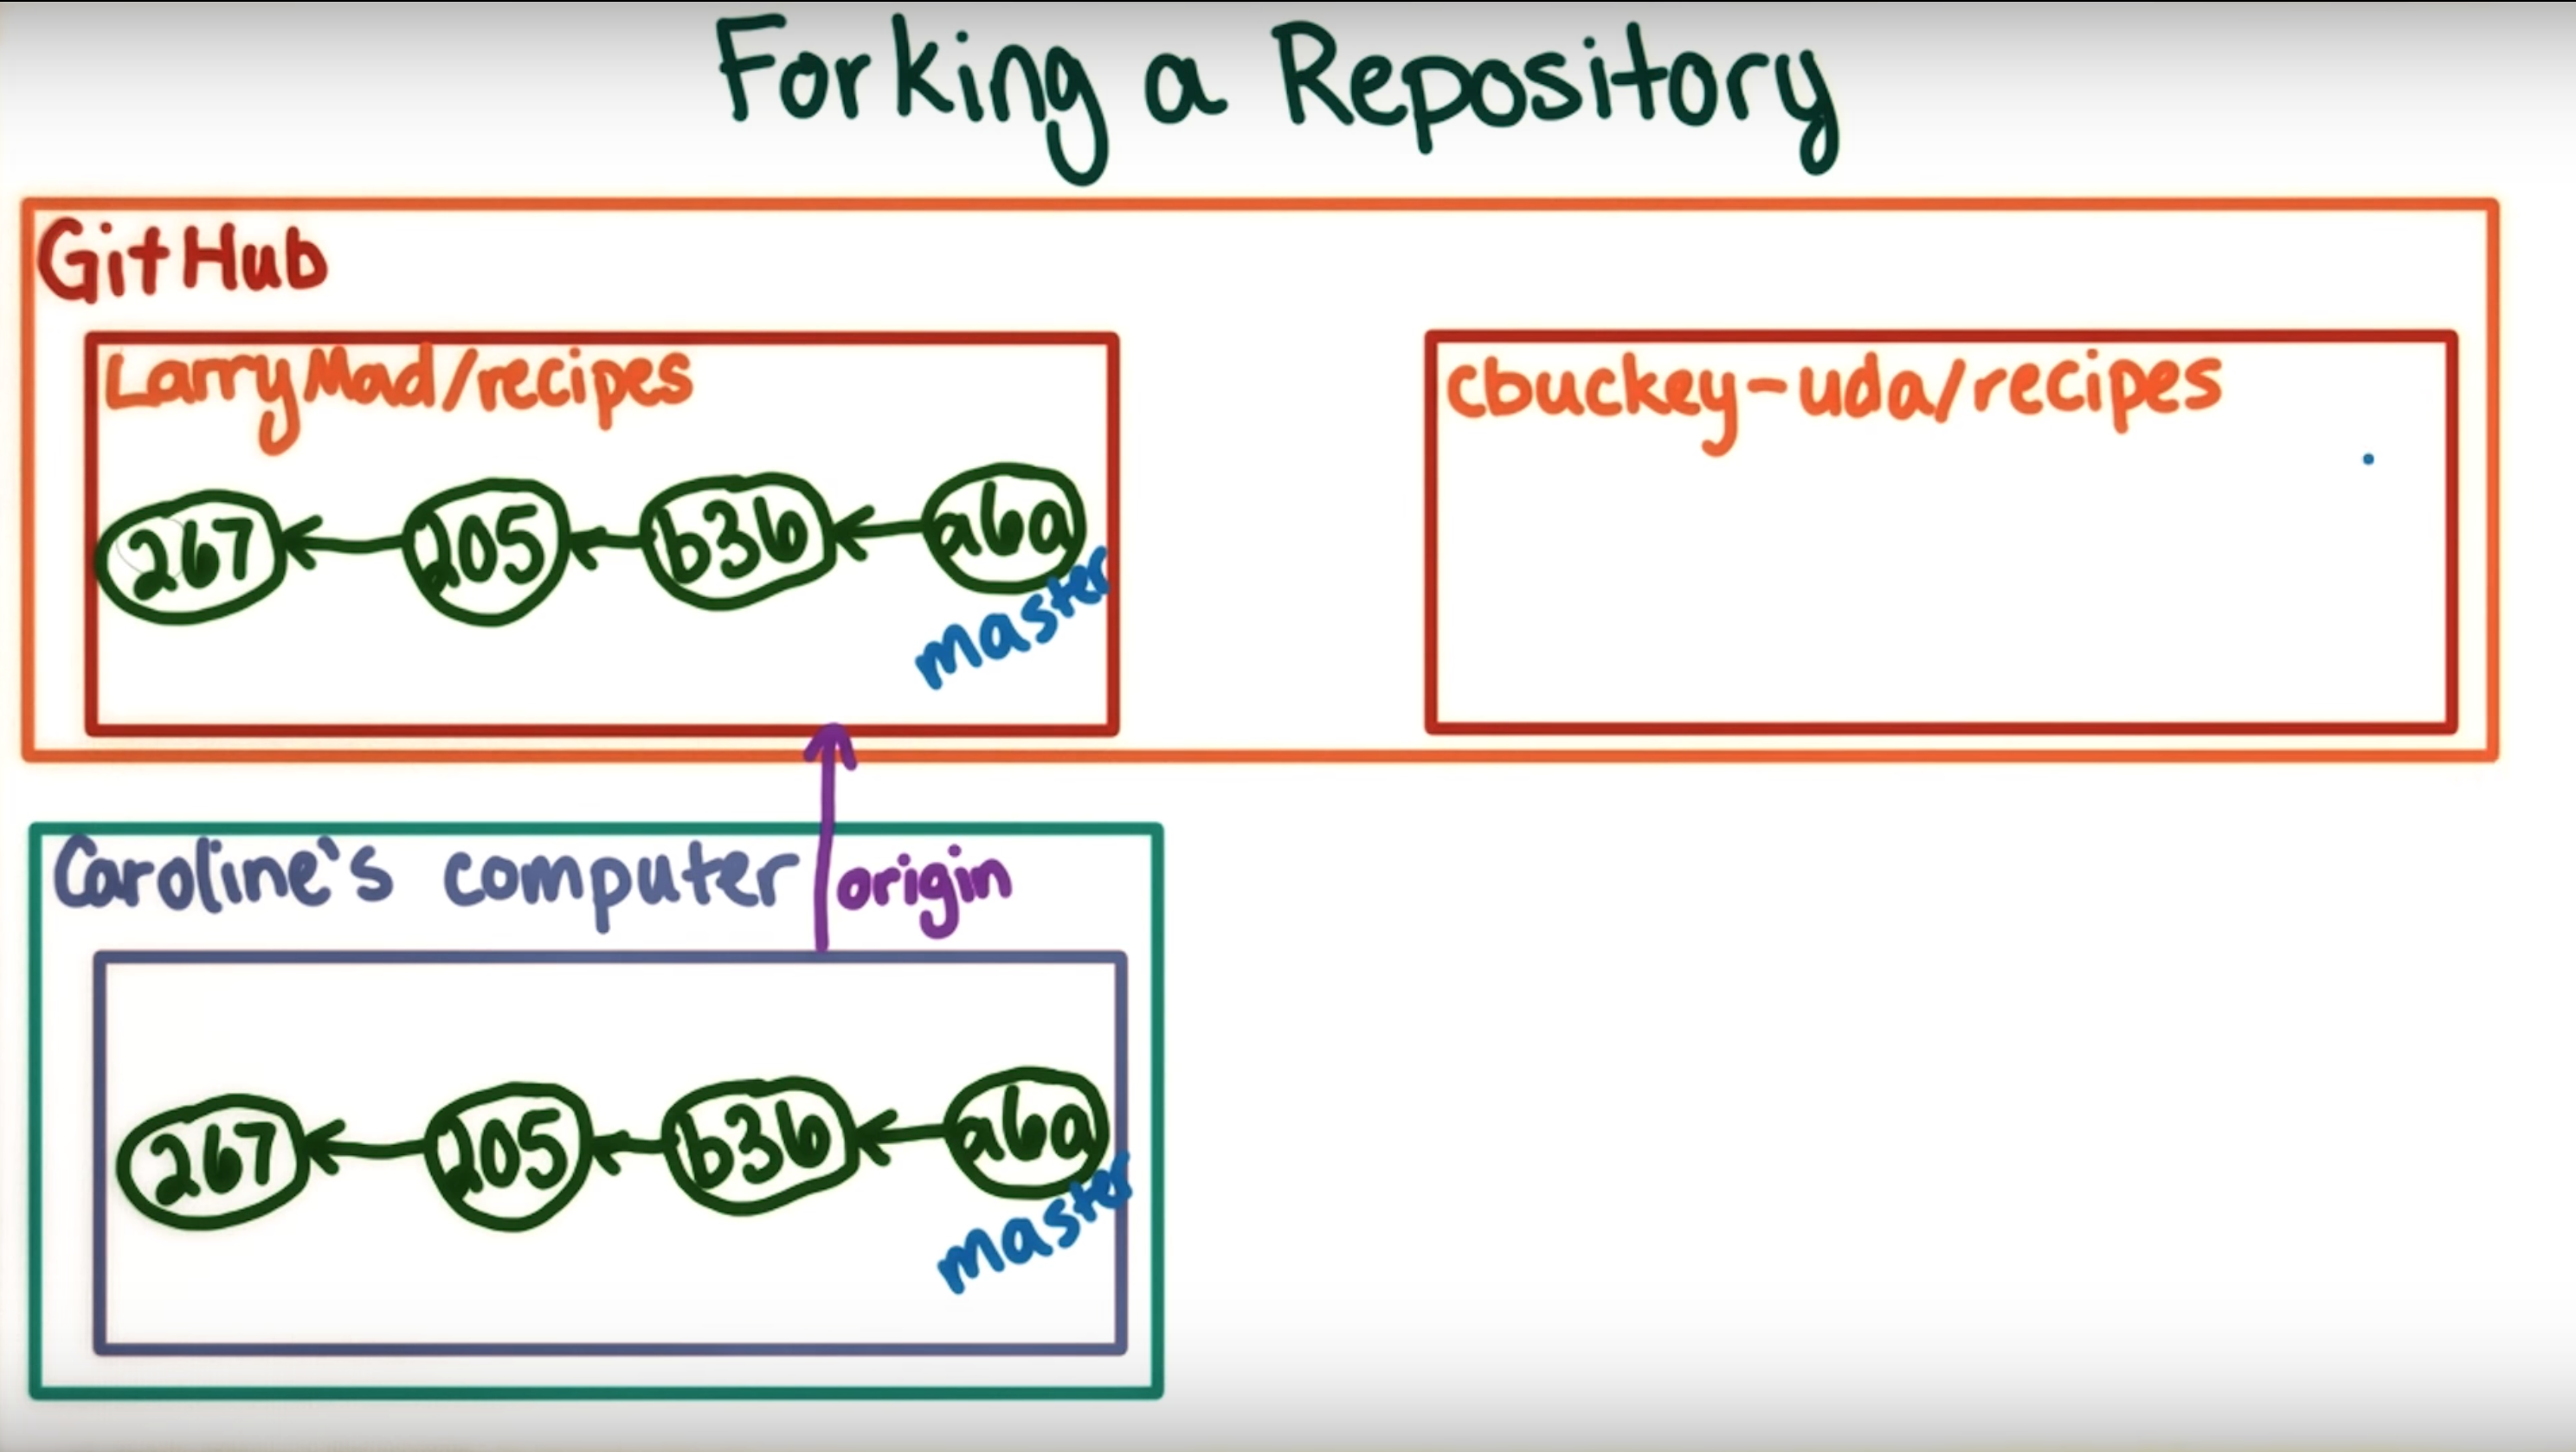 Forking a Repository
GitHub
LarryMad/recipes
cbuckey-uda/recipes
267 205 b36 a6a
master
Caroline's computer origin
267 205 b36 a6a
master